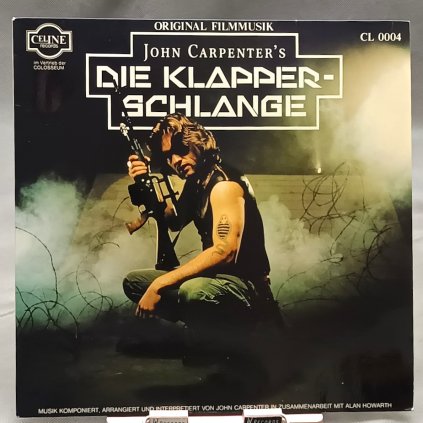 ORIGINAL FILMMUSIK
CELINE
records
im Vertrieb der
COLOSSEUM
CL 0004
JOHN CARPENTER'S
DIE KLAPPER-
SCHLANGE
MUSIK KOMPONIERT, ARRANGIERT UND INTERPRETIERT VON JOHN CARPENTER IN ZUSAMMENARBEIT MIT ALAN HOWARTH